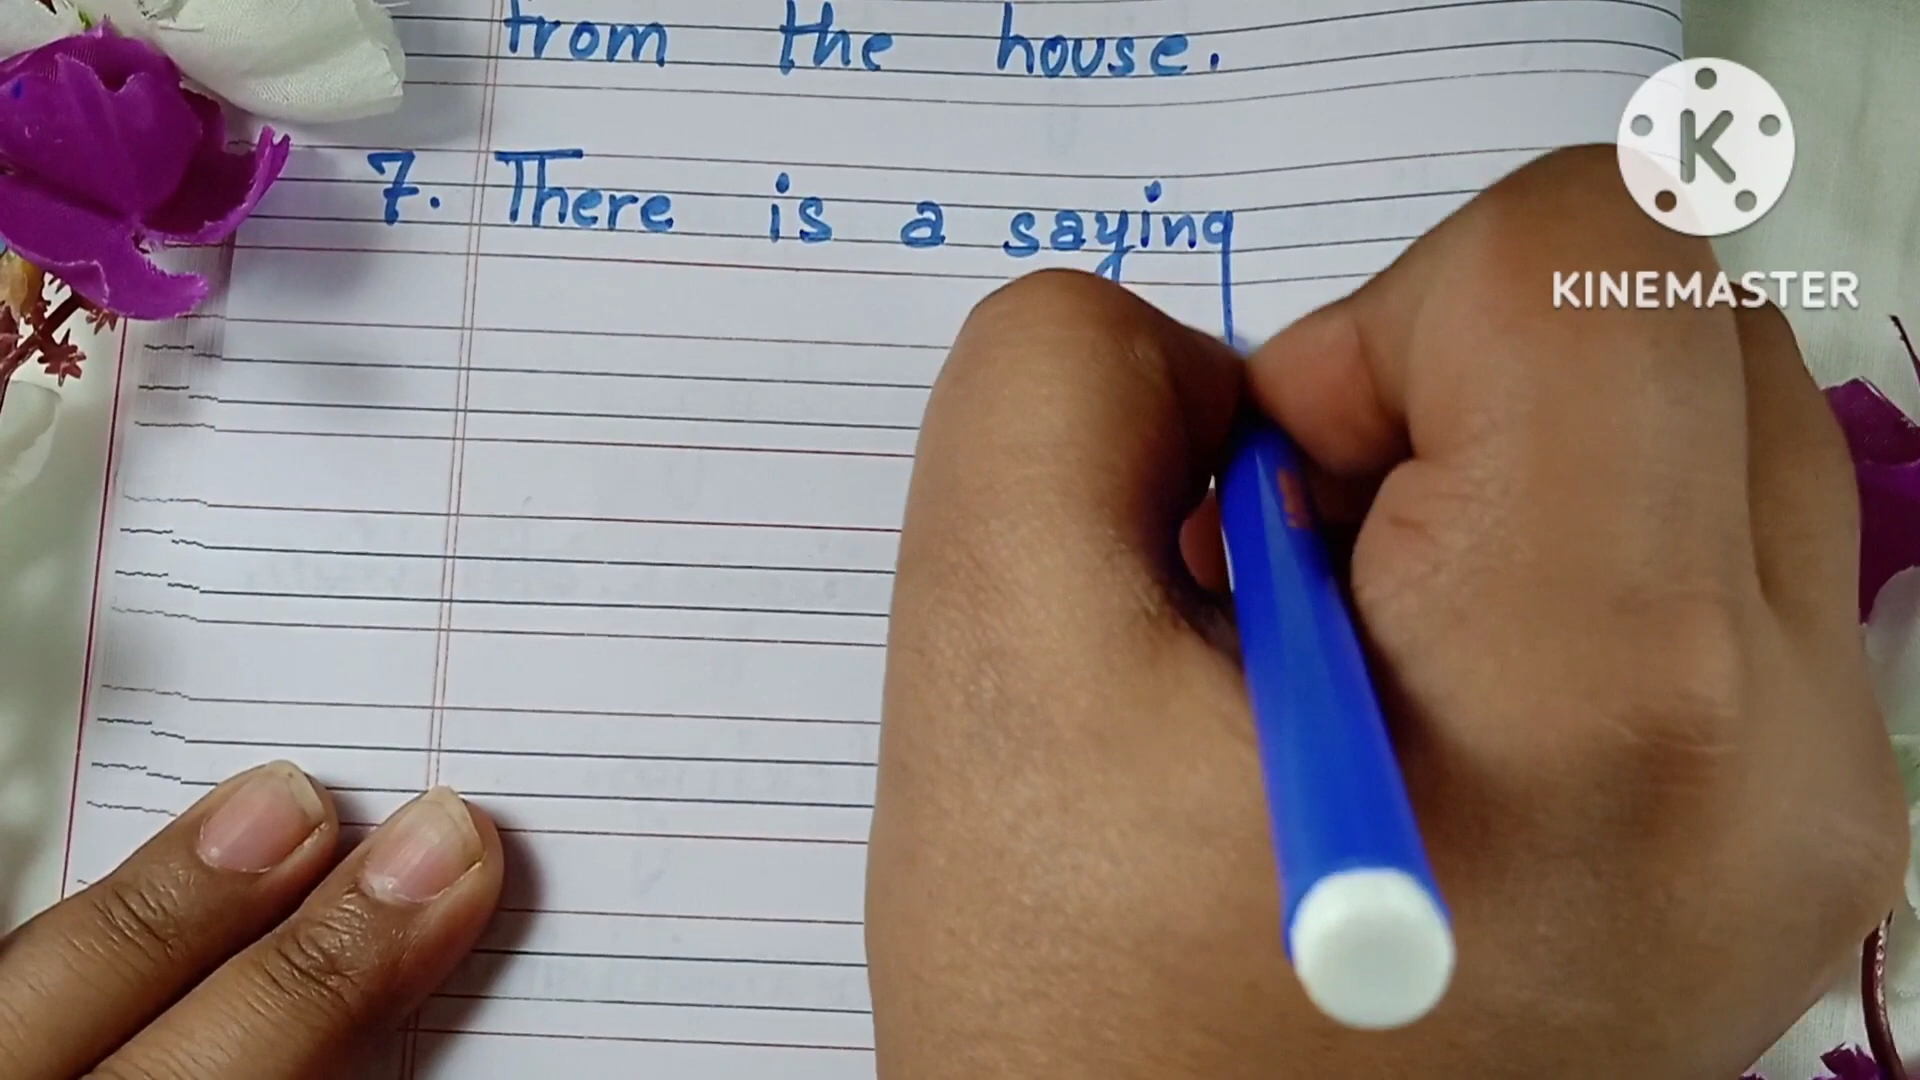 from the house.
7. There is a saying
K
KINEMASTER